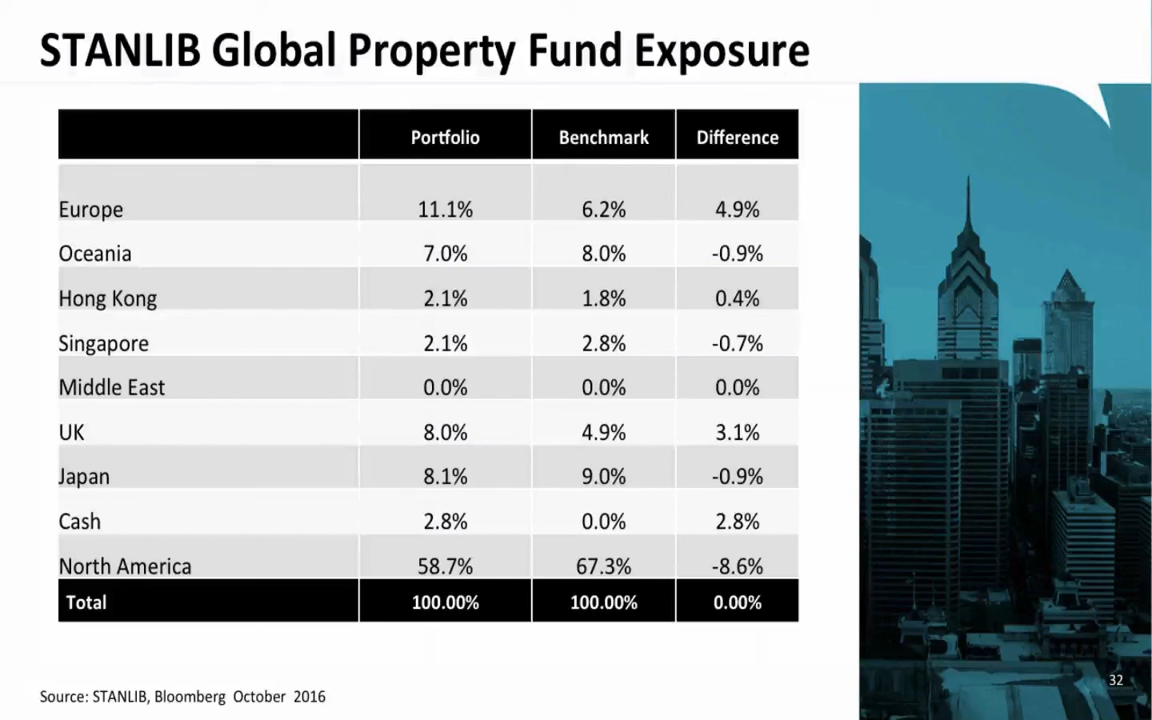 STANLIB Global Property Fund Exposure
Portfolio Benchmark Difference
Europe 11.1% 6.2% 4.9%
Oceania 7.0% 8.0% -0.9%
Hong Kong 2.1% 1.8% 0.4%
Singapore 2.1% 2.8% -0.7%
Middle East 0.0% 0.0% 0.0%
UK 8.0% 4.9% 3.1%
Japan 8.1% 9.0% -0.9%
Cash 2.8% 0.0% 2.8%
North America 58.7% 67.3% -8.6%
Total 100.00% 100.00% 0.00%
Source: STANLIB, Bloomberg October 2016
32